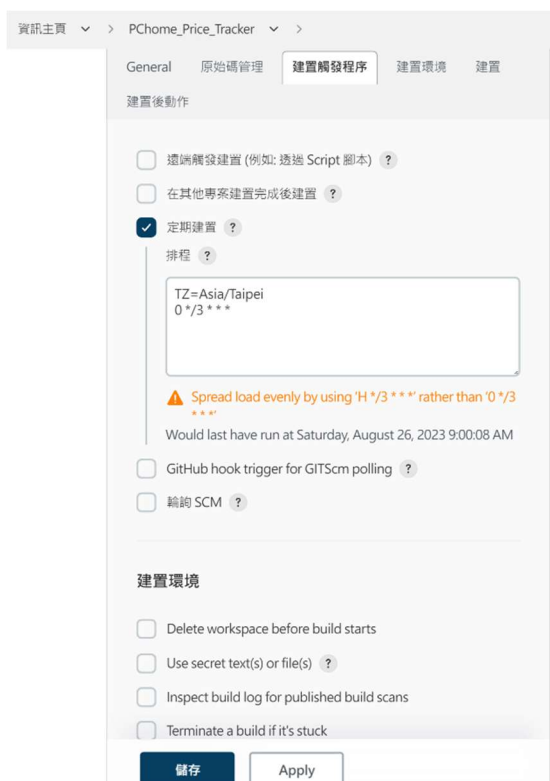 資訊主頁 PChome_Price_Tracker
General 原始碼管理 建置觸發程序 建置環境 建置
建置後動作
遠端觸發建置 (例如: 透過 Script 腳本) ?
在其他專案建置完成後建置 ?
定期建置 ?
排程 ?
TZ=Asia/Taipei
0 */3 * * *
Spread load evenly by using 'H */3 * * *' rather than '0 */3
* * *'
Would last have run at Saturday, August 26, 2023 9:00:08 AM
GitHub hook trigger for GITScm polling ?
輪詢 SCM ?
建置環境
Delete workspace before build starts
Use secret text(s) or file(s) ?
Inspect build log for published build scans
Terminate a build if it's stuck
儲存 Apply